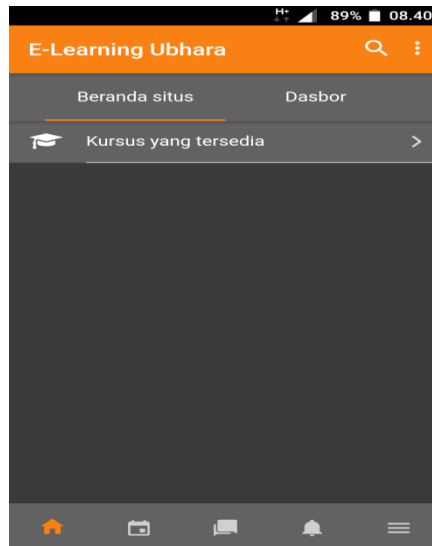 H+ 89% 08.40
E-Learning Ubhara
Beranda situs Dasbor
Kursus yang tersedia